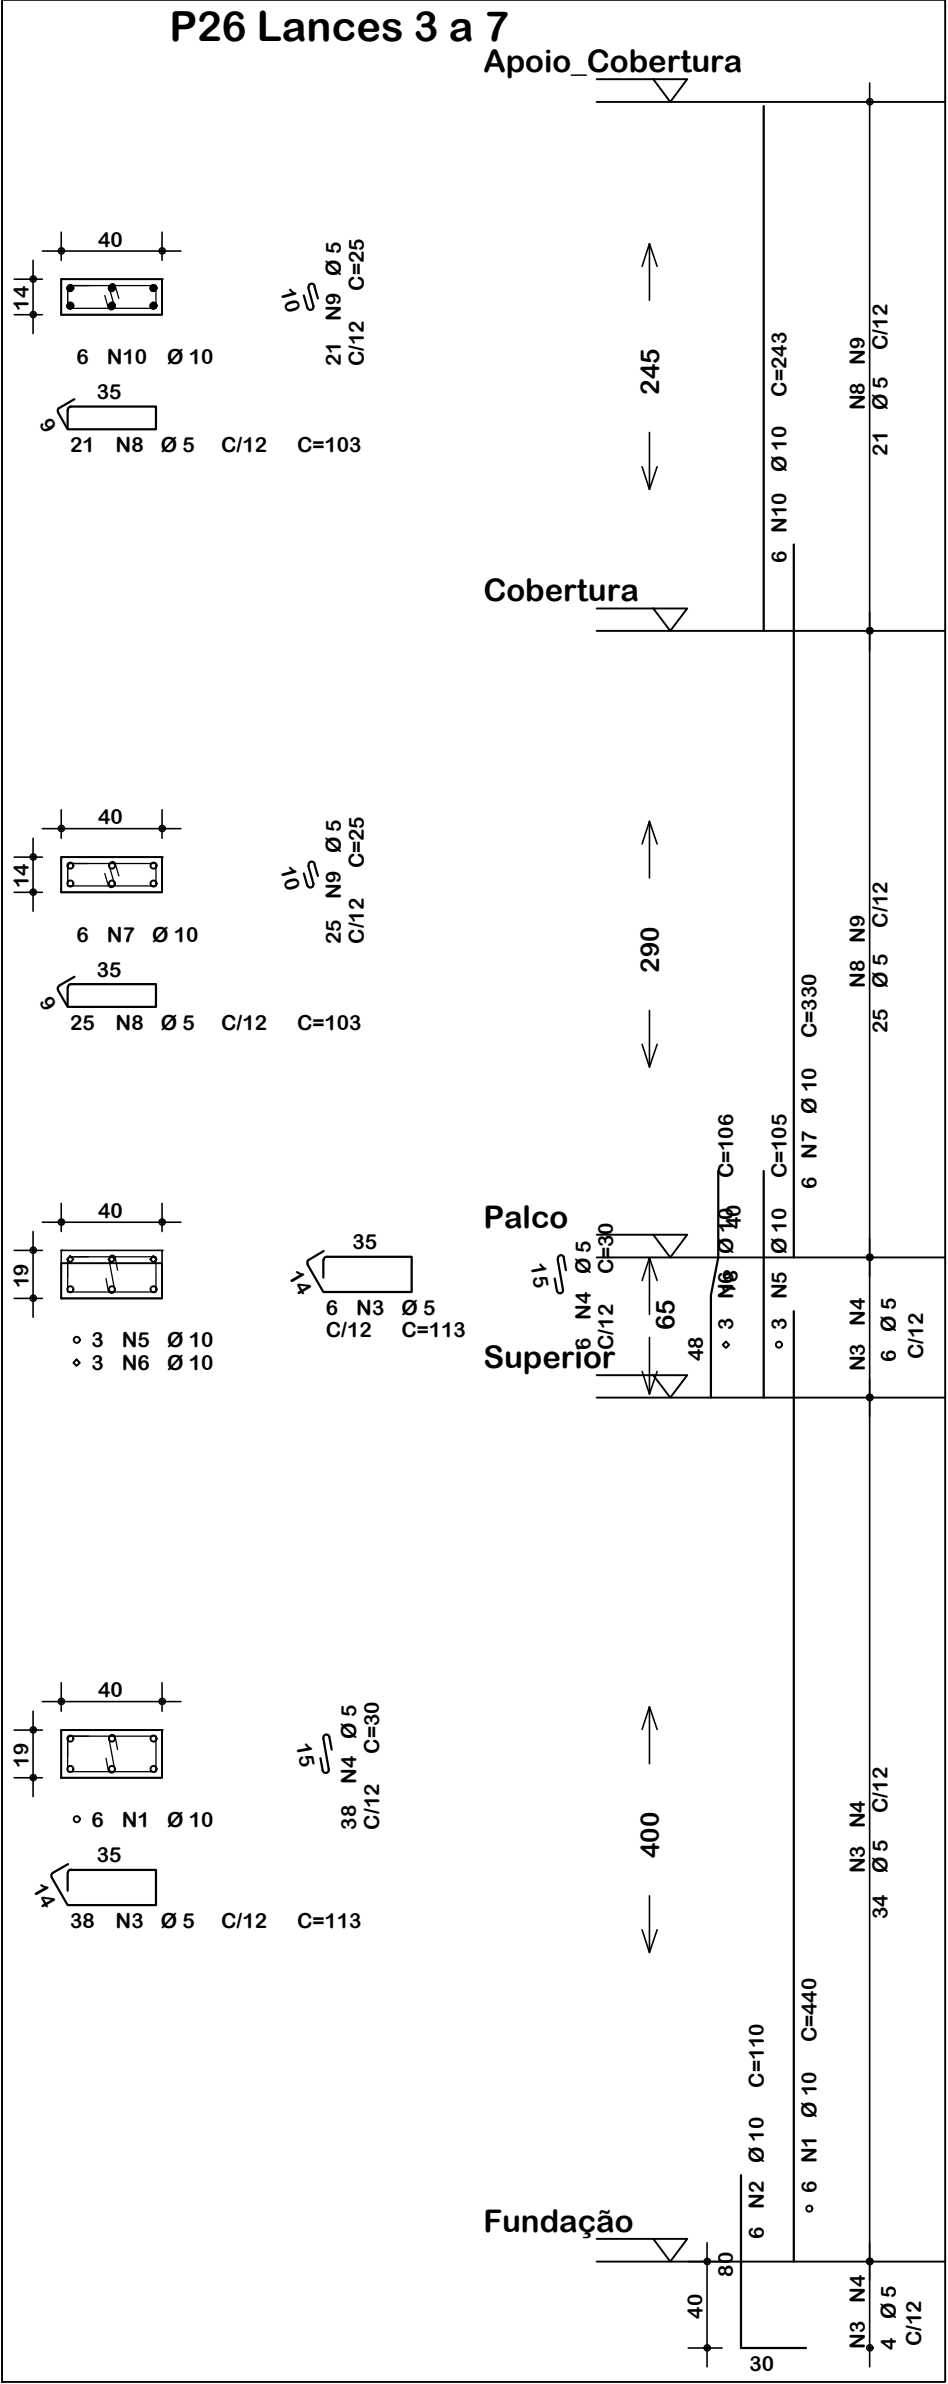 P26 Lances 3 a 7
Apoio_Cobertura
40
14
6 N10 Ø 10
35
9
21 N8 Ø 5 C/12 C=103
10
21 N9 Ø 5
C/12 C=25
245
6 N10 Ø 10 C=243
N8 N9
21 Ø 5 C/12
Cobertura
40
14
6 N7 Ø 10
35
9
25 N8 Ø 5 C/12 C=103
10
25 N9 Ø 5
C/12 C=25
290
6 N7 Ø 10 C=330
N8 N9
25 Ø 5 C/12
Palco
40
19
3 N5 Ø 10
3 N6 Ø 10
35
14
6 N3 Ø 5
C/12 C=113
15
6 N4 Ø 5
C/12 C=30
65
48
40
3 N6 Ø 10 C=106
3 N5 Ø 10 C=105
N3 N4
6 Ø 5
C/12
Superior
40
19
6 N1 Ø 10
35
14
38 N3 Ø 5 C/12 C=113
15
38 N4 Ø 5
C/12 C=30
400
6 N2 Ø 10 C=110
6 N1 Ø 10 C=440
N3 N4
34 Ø 5 C/12
Fundação
40
80
30
N3 N4
4 Ø 5
C/12